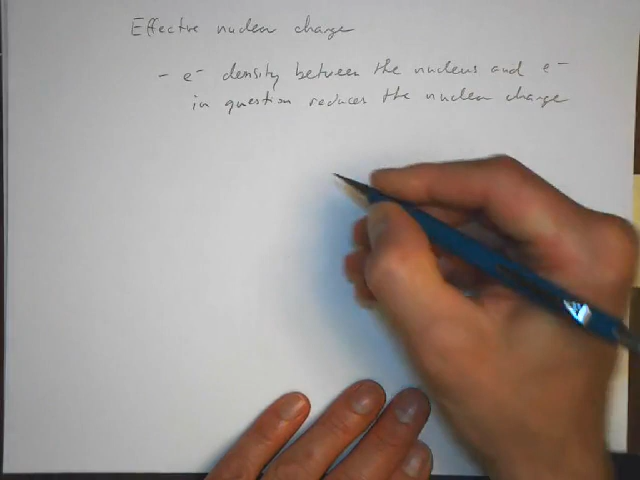 Effective nuclear charge
- e⁻ density between the nucleus and e⁻
in question reduces the nuclear charge